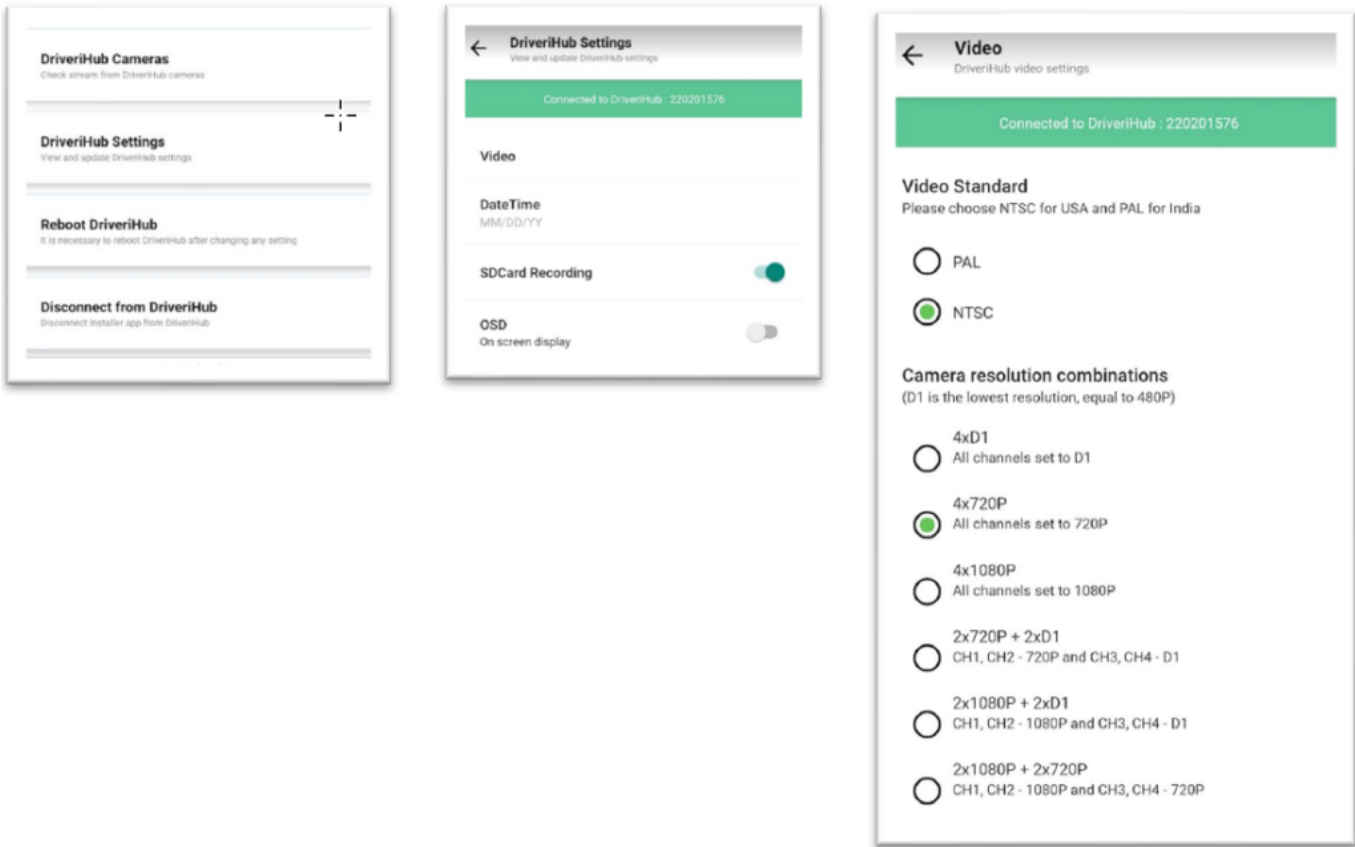 DriveriHub Cameras
Check stream from DriveriHub cameras
DriveriHub Settings
View and update DriveriHub settings
Reboot DriveriHub
It is necessary to reboot DriveriHub after changing any setting
Disconnect from DriveriHub
Disconnect installer app from DriveriHub
DriveriHub Settings
View and update DriveriHub settings
Connected to DriveriHub : 220201576
Video
DateTime
MM/DD/YY
SDCard Recording
OSD
On screen display
Video
DriveriHub video settings
Connected to DriveriHub : 220201576
Video Standard
Please choose NTSC for USA and PAL for India
PAL
NTSC
Camera resolution combinations
(D1 is the lowest resolution, equal to 480P)
4xD1
All channels set to D1
4x720P
All channels set to 720P
4x1080P
All channels set to 1080P
2x720P + 2xD1
CH1, CH2 - 720P and CH3, CH4 - D1
2x1080P + 2xD1
CH1, CH2 - 1080P and CH3, CH4 - D1
2x1080P + 2x720P
CH1, CH2 - 1080P and CH3, CH4 - 720P